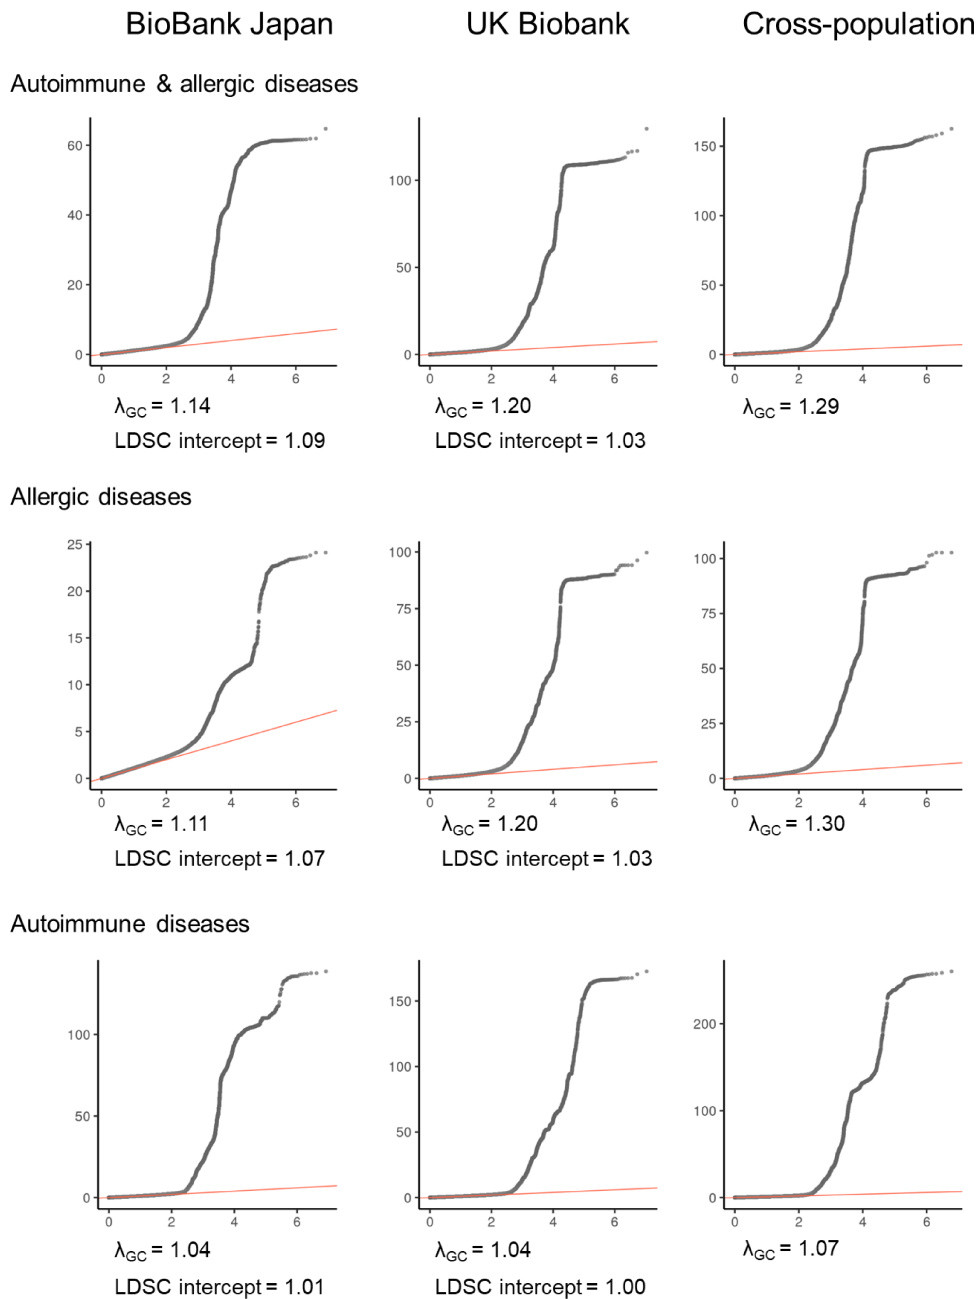 BioBank Japan UK Biobank Cross-population
Autoimmune & allergic diseases
60
40
20
0
0 2 4 6
λGC = 1.14
LDSC intercept = 1.09
100
50
0
0 2 4 6
λGC = 1.20
LDSC intercept = 1.03
150
100
50
0
0 2 4 6
λGC = 1.29
Allergic diseases
25
20
15
10
5
0
0 2 4 6
λGC = 1.11
LDSC intercept = 1.07
100
75
50
25
0
0 2 4 6
λGC = 1.20
LDSC intercept = 1.03
100
75
50
25
0
0 2 4 6
λGC = 1.30
Autoimmune diseases
100
50
0
0 2 4 6
λGC = 1.04
LDSC intercept = 1.01
150
100
50
0
0 2 4 6
λGC = 1.04
LDSC intercept = 1.00
200
100
0
0 2 4 6
λGC = 1.07